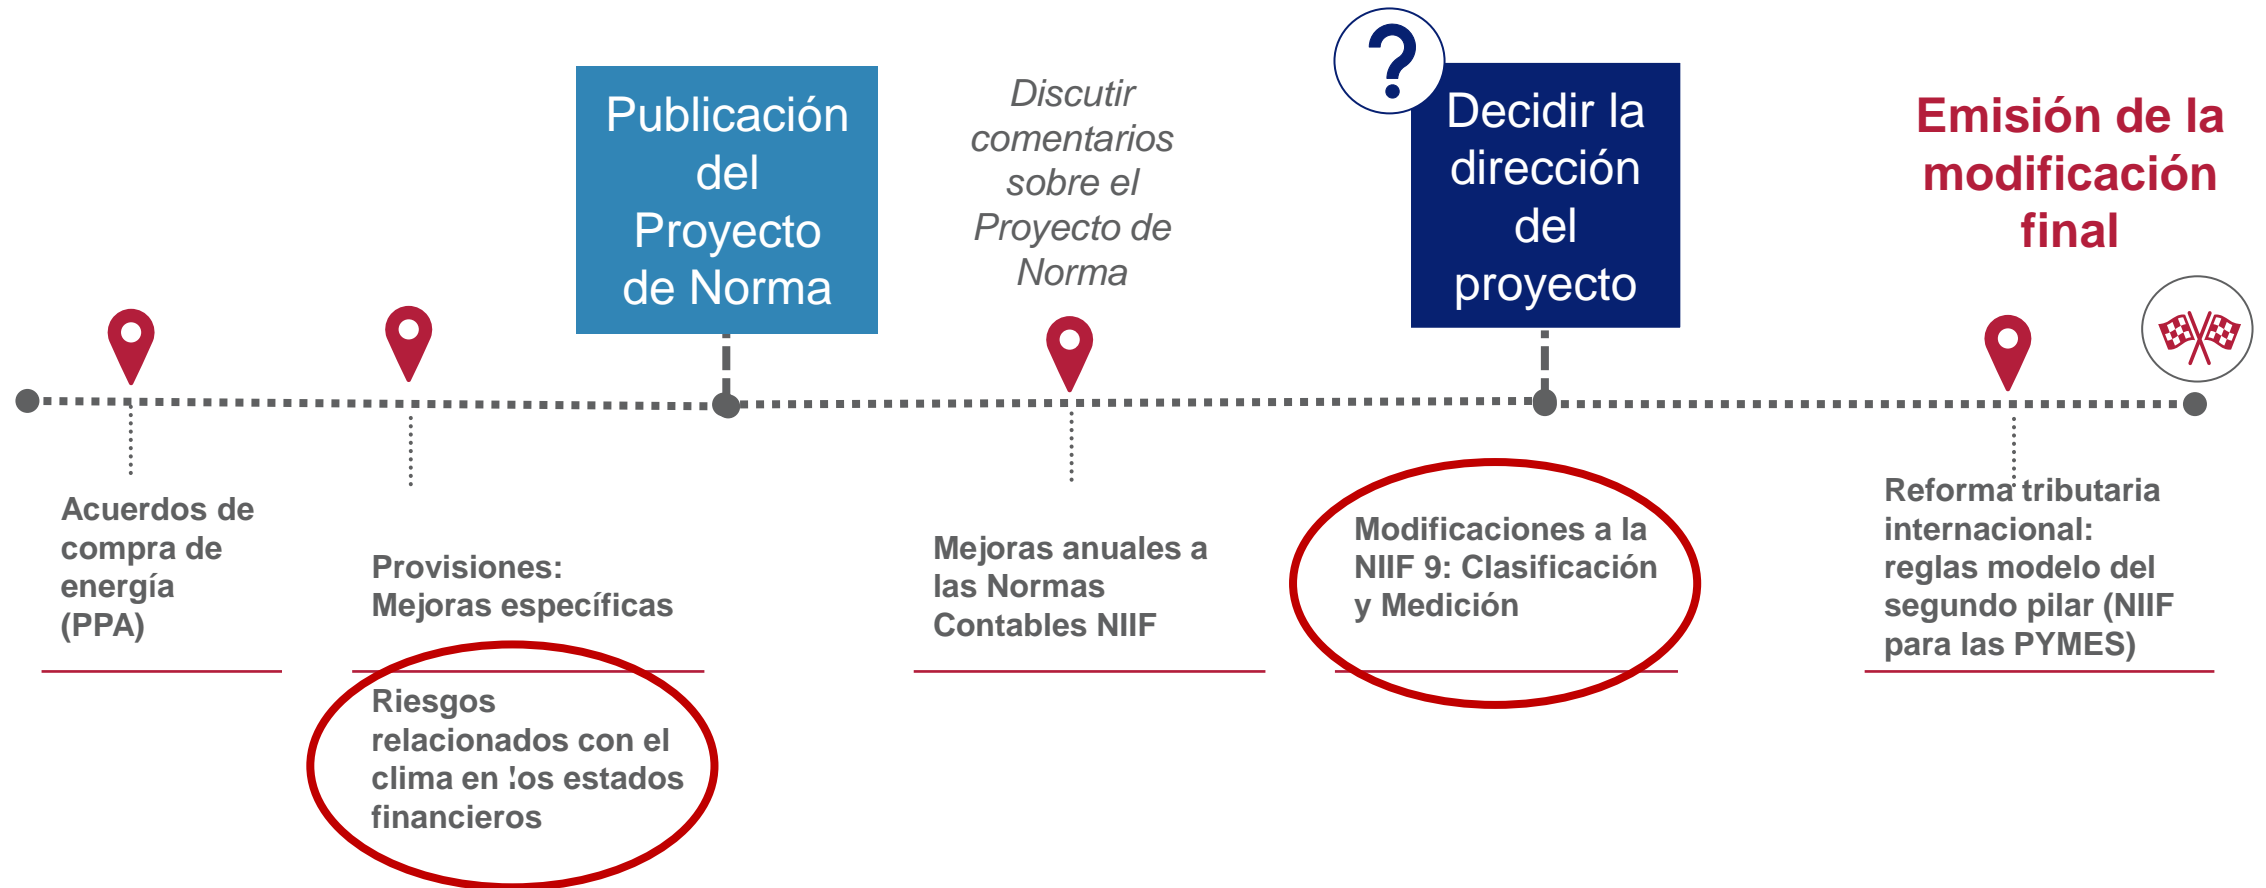 Publicación
del
Proyecto
de Norma
Discutir
comentarios
sobre el
Proyecto de
Norma
?
Decidir la
dirección
del
proyecto
Emisión de la
modificación
final
Acuerdos de
compra de
energía
(PPA)
Provisiones:
Mejoras específicas
Riesgos
relacionados con el
clima en los estados
financieros
Mejoras anuales a
las Normas
Contables NIIF
Modificaciones a la
NIIF 9: Clasificación
y Medición
Reforma tributaria
internacional:
reglas modelo del
segundo pilar (NIIF
para las PYMES)